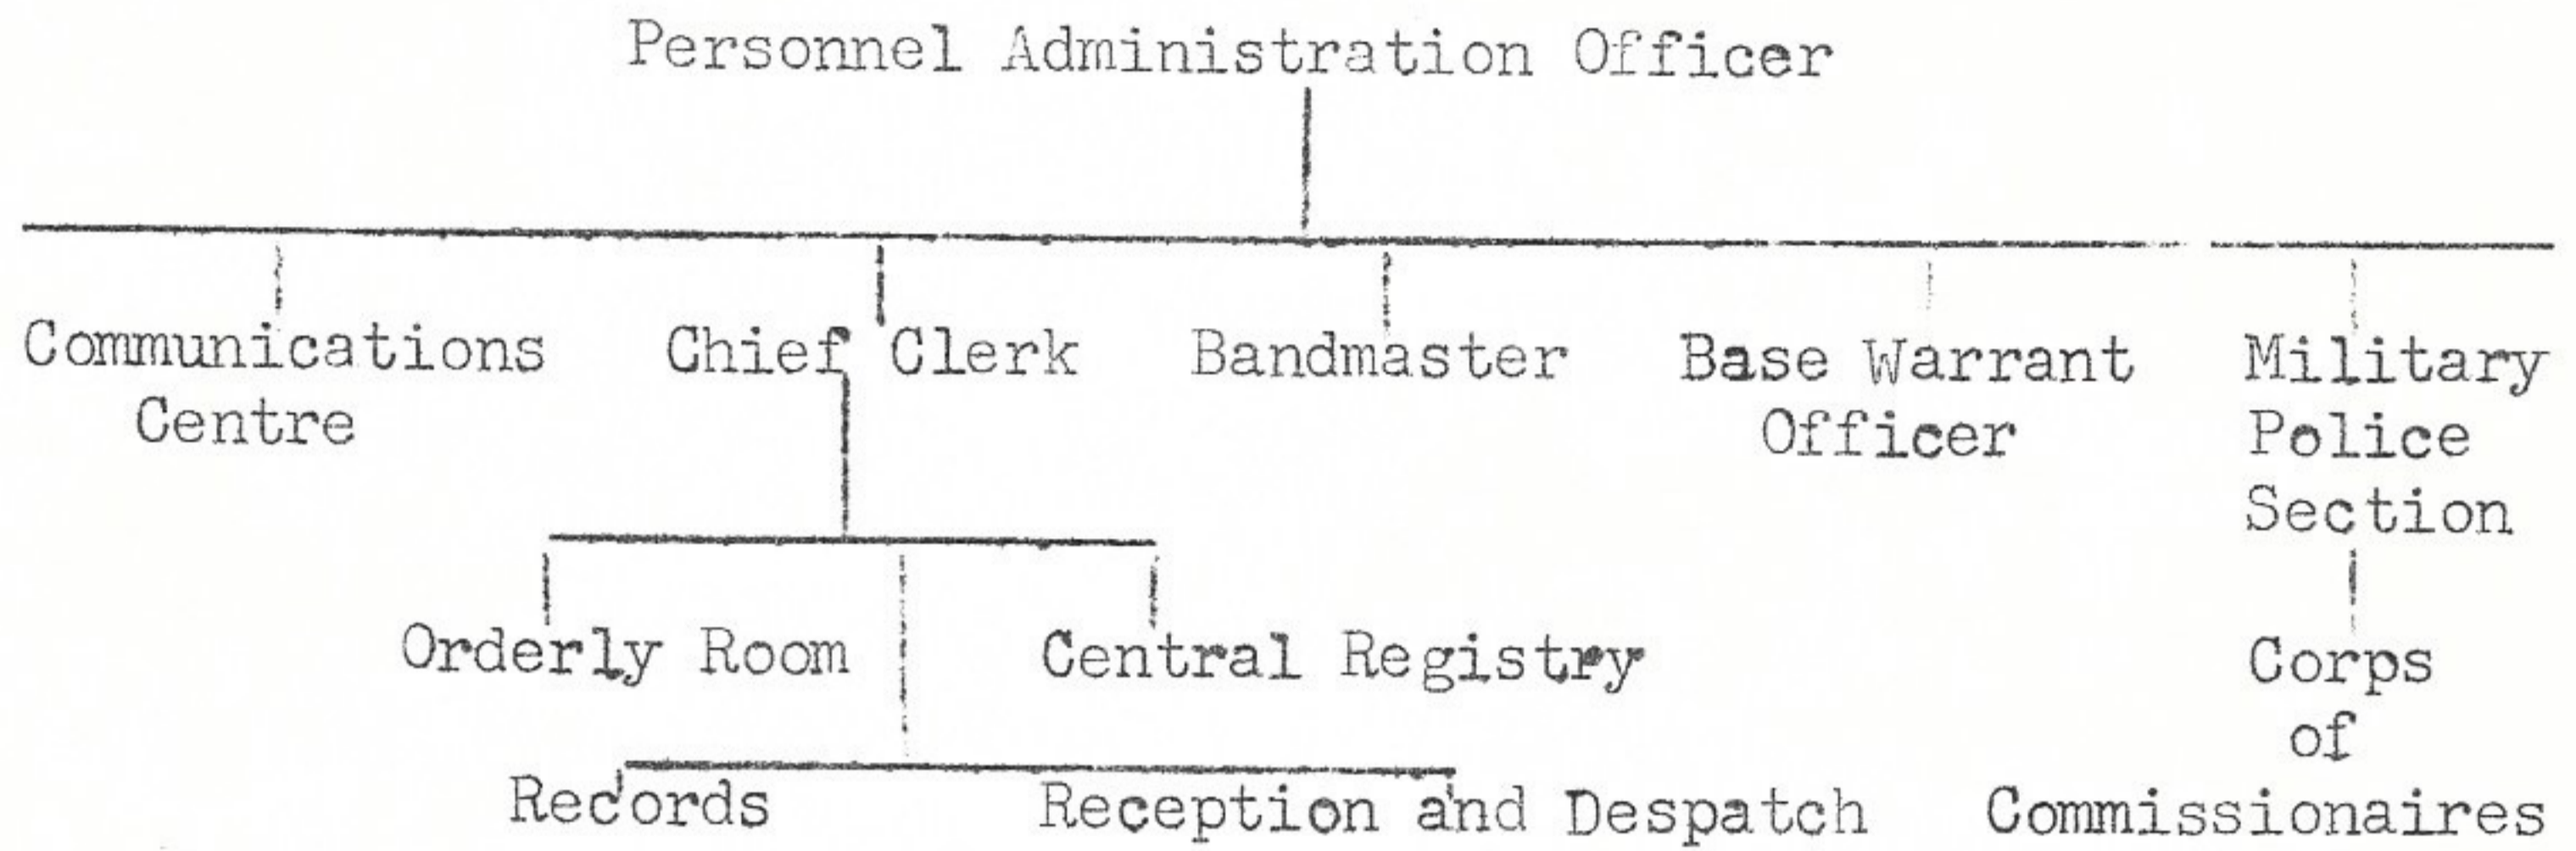 Personnel Administration Officer
Communications
Centre
Chief Clerk
Bandmaster
Base Warrant
Officer
Military
Police
Section
Orderly Room
Central Registry
Corps
of
Commissionaires
Records
Reception and Despatch